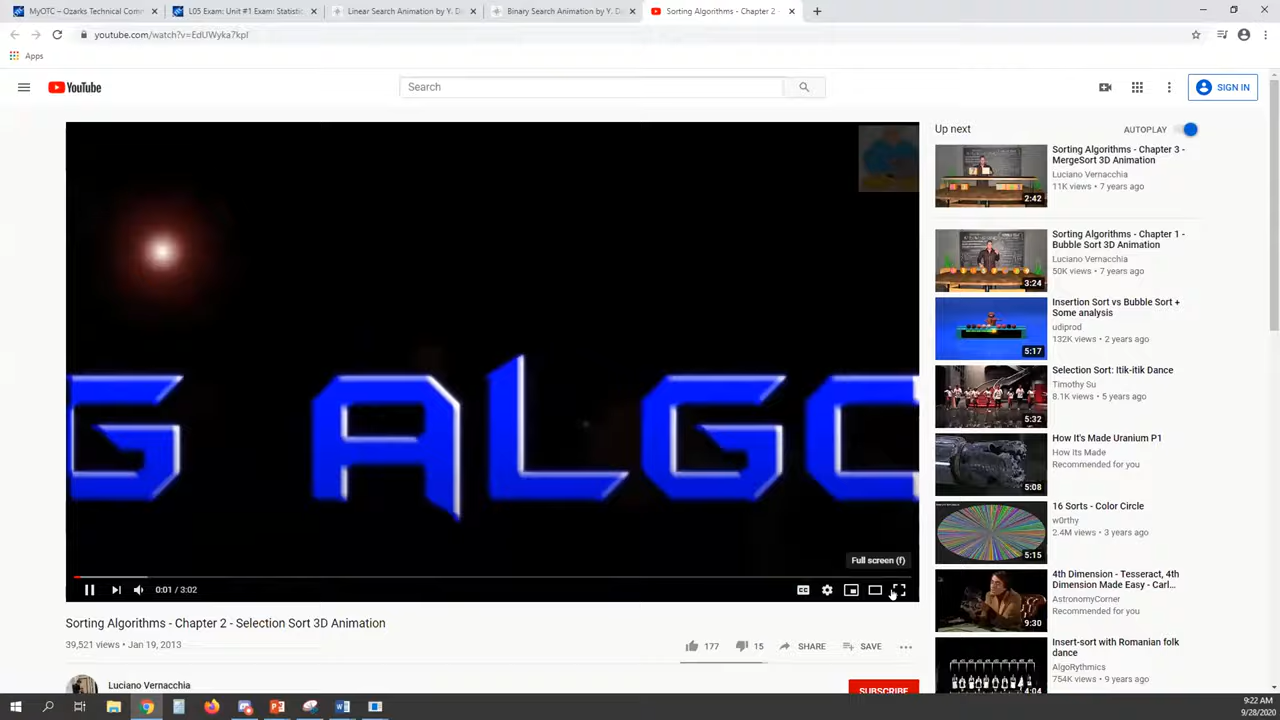 MyOTC – Ozarks Technical Com
L05 Exam: Unit #1 Exam: Statistic
Linear Search Animation by Y. D
Binary Search Animation by Y. D
Sorting Algorithms - Chapter 2
youtube.com/watch?v=EdUWyka7kpI
Apps
YouTube
Search
SIGN IN
G ALGO
Full screen (f)
0:01 / 3:02
CC
Sorting Algorithms - Chapter 2 - Selection Sort 3D Animation
39,521 views • Jan 19, 2013
177
15
SHARE
SAVE
Luciano Vernacchia
SUBSCRIBE
Up next
AUTOPLAY
Sorting Algorithms - Chapter 3 -
MergeSort 3D Animation
Luciano Vernacchia
11K views • 7 years ago
2:42
Sorting Algorithms - Chapter 1 -
Bubble Sort 3D Animation
Luciano Vernacchia
50K views • 7 years ago
3:24
Insertion Sort vs Bubble Sort +
Some analysis
udiprod
132K views • 2 years ago
5:17
Selection Sort: Itik-itik Dance
Timothy Su
8.1K views • 5 years ago
5:32
How It's Made Uranium P1
How Its Made
Recommended for you
5:08
16 Sorts - Color Circle
w0rthy
2.4M views • 3 years ago
5:15
4th Dimension - Tesseract, 4th
Dimension Made Easy - Carl...
AstronomyCorner
Recommended for you
9:30
Insert-sort with Romanian folk
dance
AlgoRythmics
754K views • 9 years ago
4:04
9:22 AM
9/28/2020